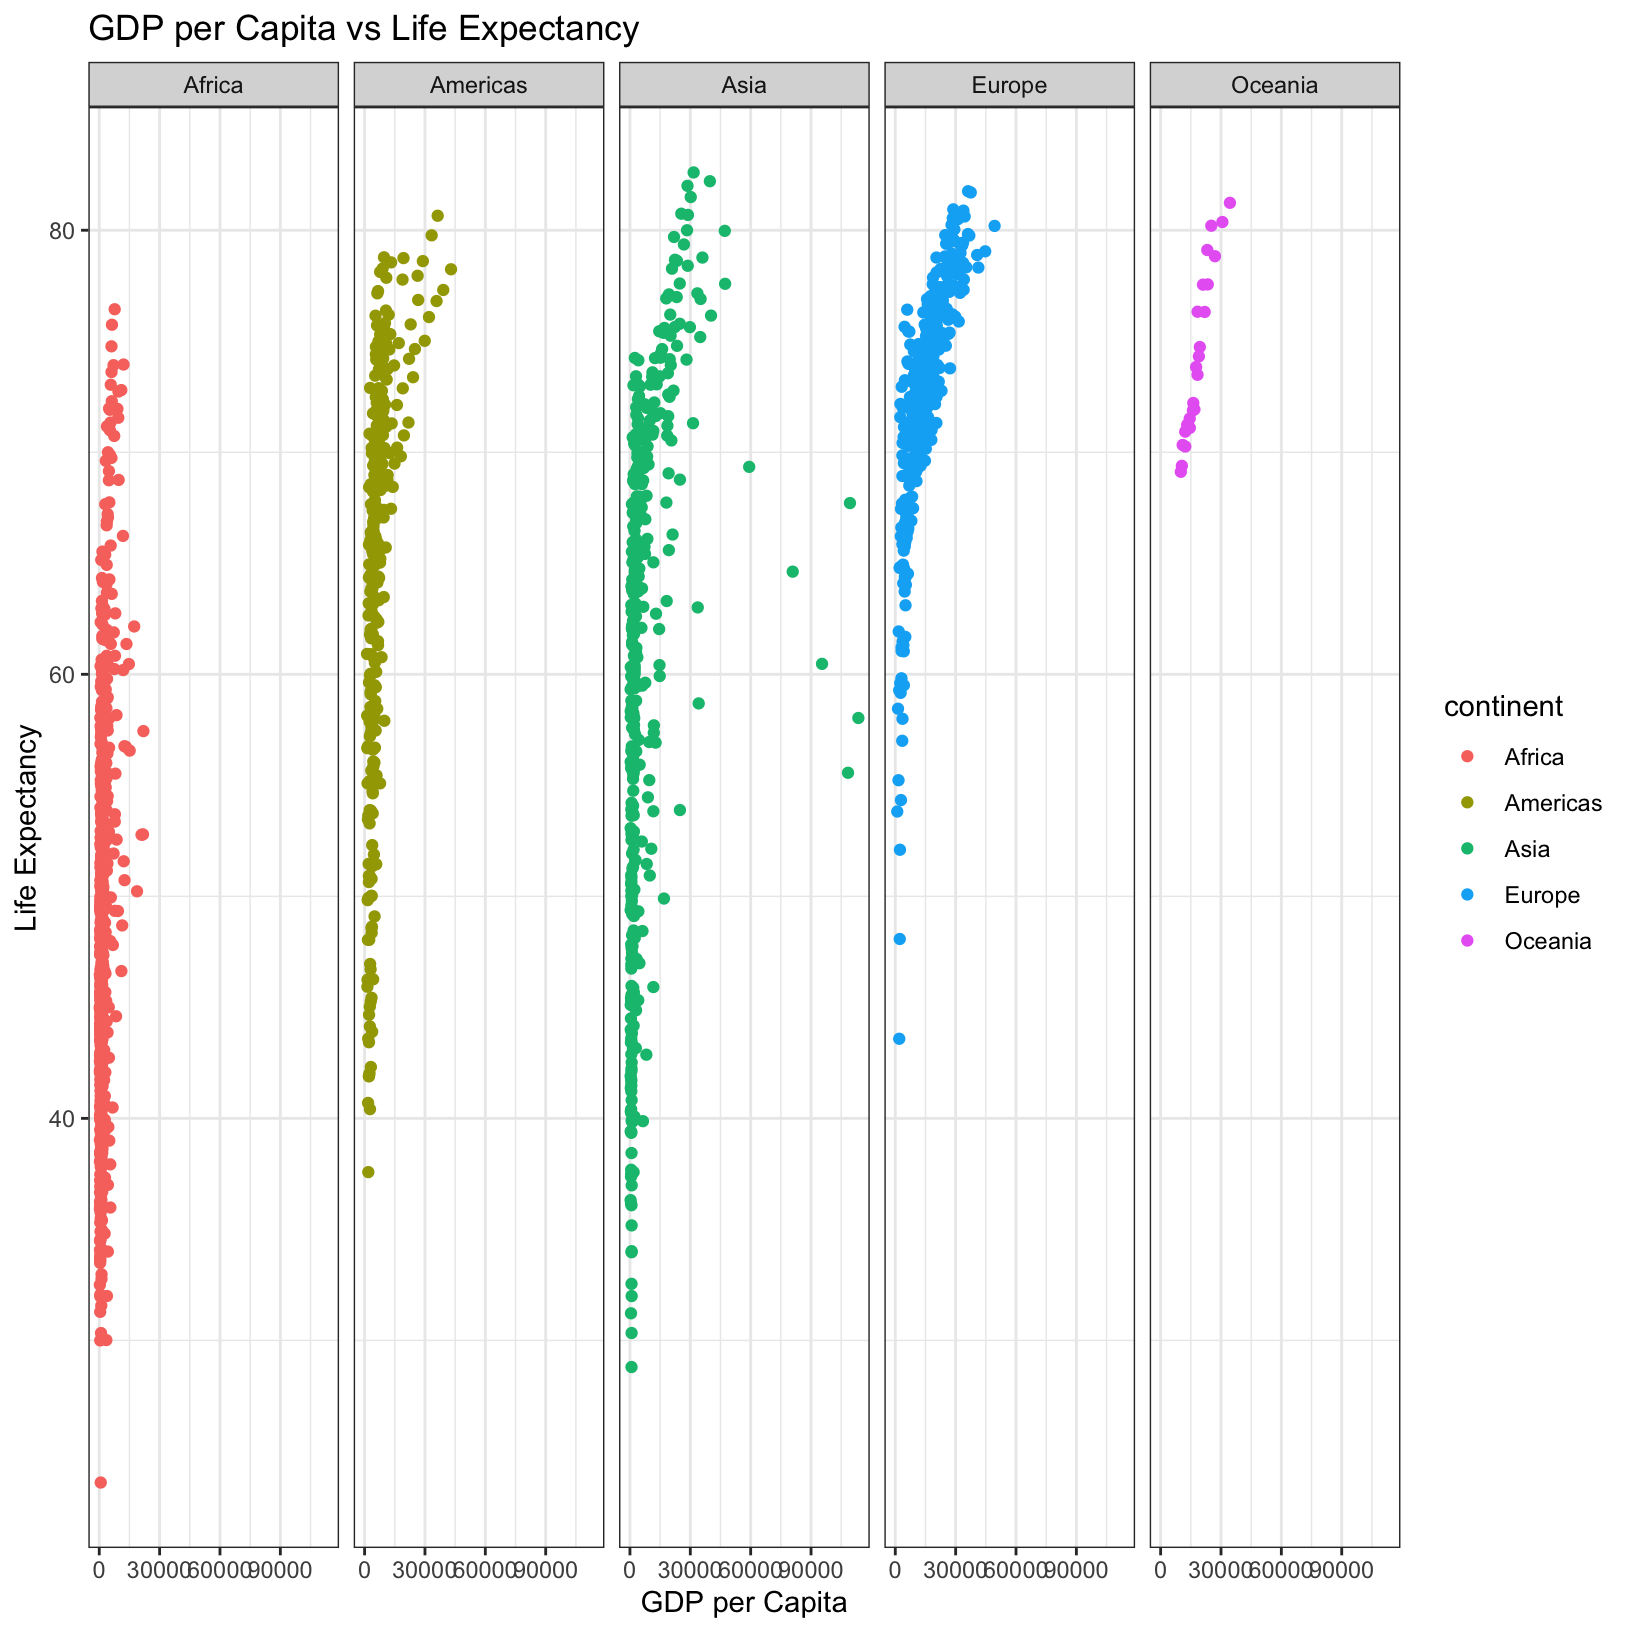 GDP per Capita vs Life Expectancy
Africa Americas Asia Europe Oceania
80
60
40
Life Expectancy
0 30000 60000 90000 0 30000 60000 90000 0 30000 60000 90000 0 30000 60000 90000 0 30000 60000 90000
GDP per Capita
continent
Africa
Americas
Asia
Europe
Oceania